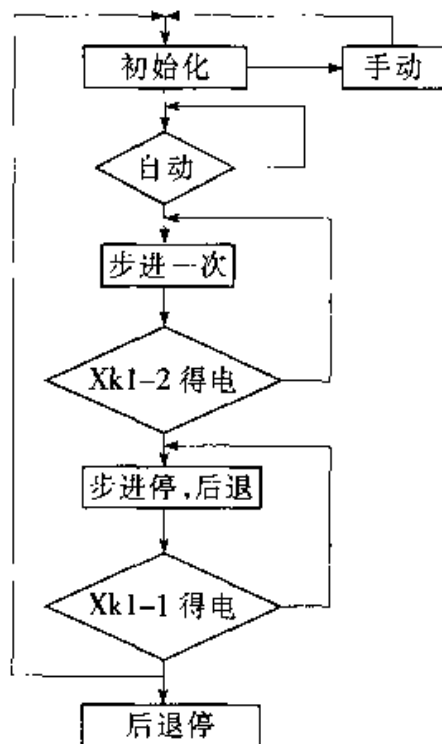 初始化
手动
自动
步进一次
Xk1-2 得电
步进停,后退
Xk1-1 得电
后退停